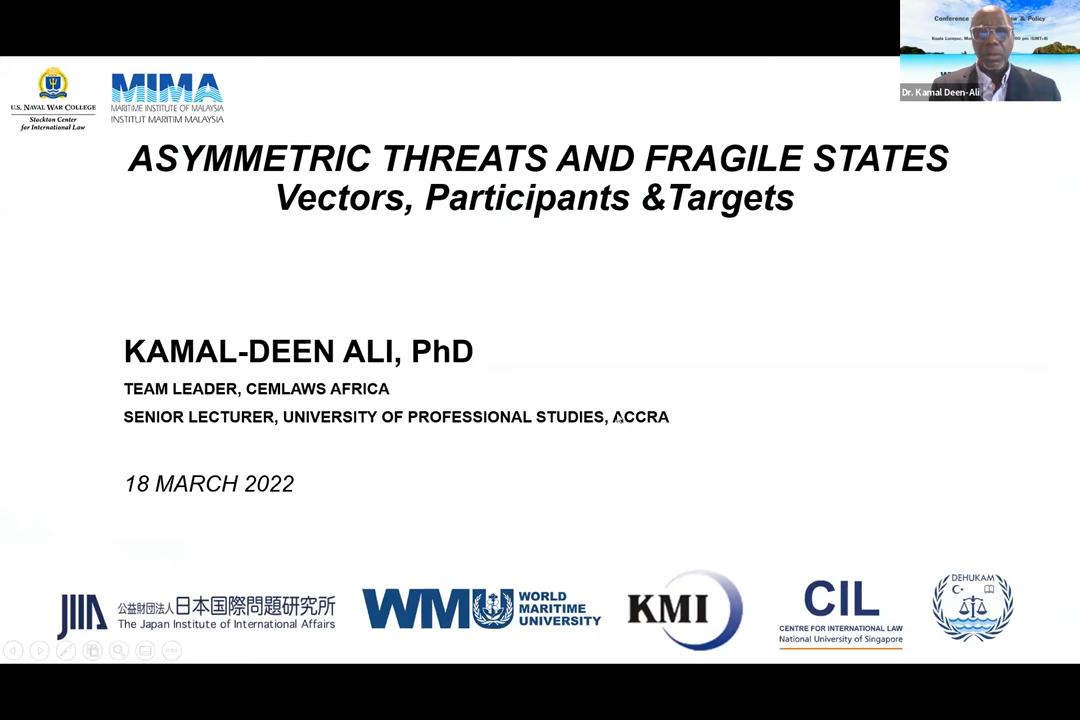 Dr. Kamal Deen-Ali
U.S. NAVAL WAR COLLEGE
Stockton Center
for International Law
MIMA
MARITIME INSTITUTE OF MALAYSIA
INSTITUT MARITIM MALAYSIA
ASYMMETRIC THREATS AND FRAGILE STATES
Vectors, Participants &Targets
KAMAL-DEEN ALI, PhD
TEAM LEADER, CEMLAWS AFRICA
SENIOR LECTURER, UNIVERSITY OF PROFESSIONAL STUDIES, ACCRA
18 MARCH 2022
JIIA
公益財団法人日本国際問題研究所
The Japan Institute of International Affairs
WMU
WORLD
MARITIME
UNIVERSITY
KMI
CIL
CENTRE FOR INTERNATIONAL LAW
National University of Singapore
DEHUKAM